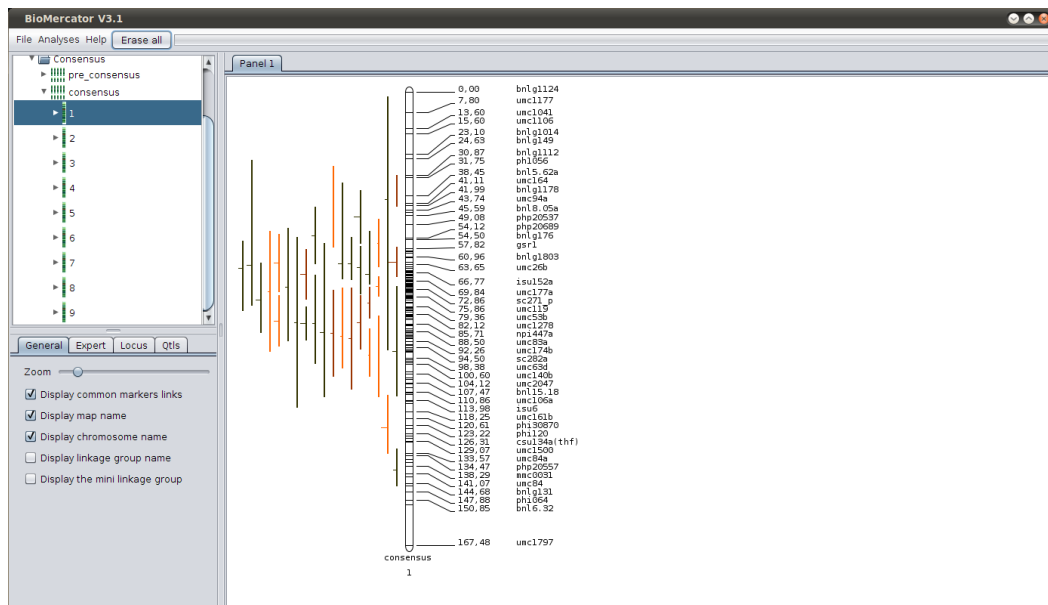 BioMercator V3.1
File Analyses Help Erase all
Consensus
pre_consensus
consensus
1
2
3
4
5
6
7
8
9
General Expert Locus Qtls
Zoom
Display common markers links
Display map name
Display chromosome name
Display linkage group name
Display the mini linkage group
Panel 1
0,00 bnlg1124
7,80 umc1177
13,60 umc1041
15,60 umc1106
23,10 bnlg1014
24,63 bnlg149
30,87 bnlg1112
31,75 ph1056
38,45 bnl5.62a
41,11 umc164
41,99 bnlg1178
43,74 umc94a
45,59 bnl8.05a
49,08 php20537
54,12 php20689
54,50 bnlg176
57,82 gsr1
60,96 bnlg1803
63,65 umc26b
66,77 isu152a
69,84 umc177a
72,86 sc271_p
75,86 umc119
79,36 umc53b
82,12 umc1278
85,71 npi447a
88,50 umc83a
92,26 umc174b
94,50 sc282a
98,38 umc63d
100,60 umc140b
104,12 umc2047
107,47 bnl15.18
110,86 umc106a
113,98 isu6
118,25 umc161b
120,61 phi30870
123,22 phi120
126,31 csu134a(thf)
129,07 umc1500
133,57 umc84a
134,47 php20557
138,29 mmc0031
141,07 umc84
144,68 bnlg131
147,88 phi064
150,85 bnl6.32
167,48 umc1797
consensus
1